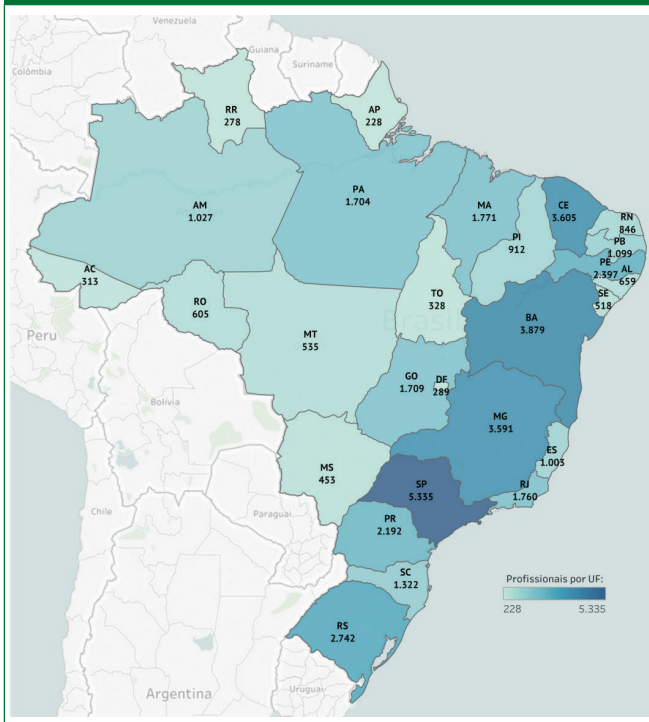 Venezuela
Guiana
Suriname
Colômbia
RR
278
AP
228
AM
1.027
PA
1.704
MA
1.771
CE
3.605
RN
846
PB
1.099
PI
912
PE
2.397
AL
659
SE
518
AC
313
RO
605
TO
328
BA
3.879
Brasil
Peru
MT
535
GO
1.709
DF
289
Bolívia
MG
3.591
ES
1.003
MS
453
SP
5.335
RJ
1.760
Chile
Paraguai
PR
2.192
SC
1.322
Profissionais por UF:
228
5.335
RS
2.742
Argentina
Uruguai